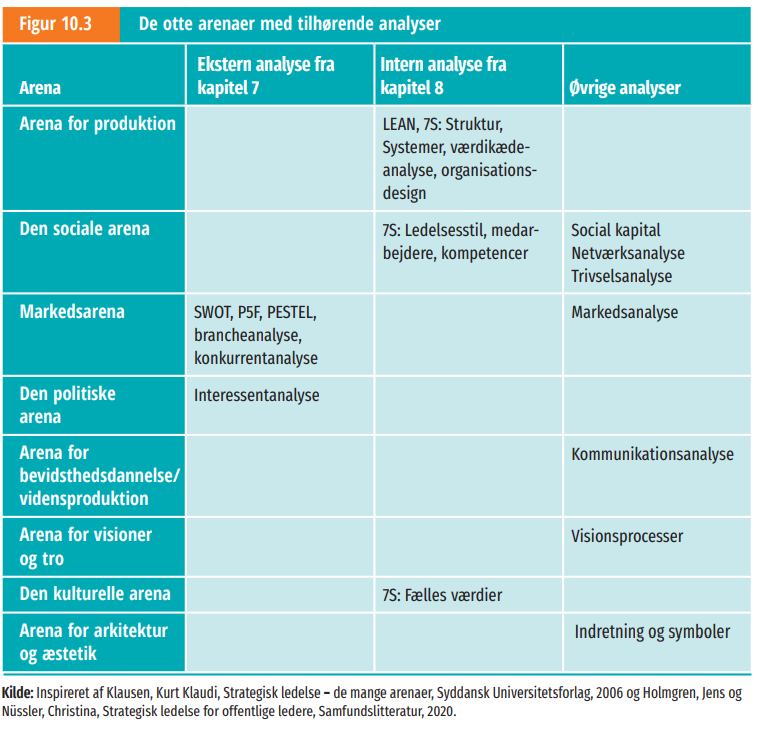 Figur 10.3 De otte arenaer med tilhørende analyser
Arena
Ekstern analyse fra
kapitel 7
Intern analyse fra
kapitel 8
Øvrige analyser
Arena for produktion
LEAN, 7S: Struktur,
Systemer, værdikæde-
analyse, organisations-
design
Den sociale arena
7S: Ledelsesstil, medar-
bejdere, kompetencer
Social kapital
Netværksanalyse
Trivselsanalyse
Markedsarena
SWOT, P5F, PESTEL,
brancheanalyse,
konkurrentanalyse
Markedsanalyse
Den politiske
arena
Interessentanalyse
Arena for
bevidsthedsdannelse/
vidensproduktion
Kommunikationsanalyse
Arena for visioner
og tro
Visionsprocesser
Den kulturelle arena
7S: Fælles værdier
Arena for arkitektur
og æstetik
Indretning og symboler
Kilde: Inspireret af Klausen, Kurt Klaudi, Strategisk ledelse – de mange arenaer, Syddansk Universitetsforlag, 2006 og Holmgren, Jens og
Nüssler, Christina, Strategisk ledelse for offentlige ledere, Samfundslitteratur, 2020.